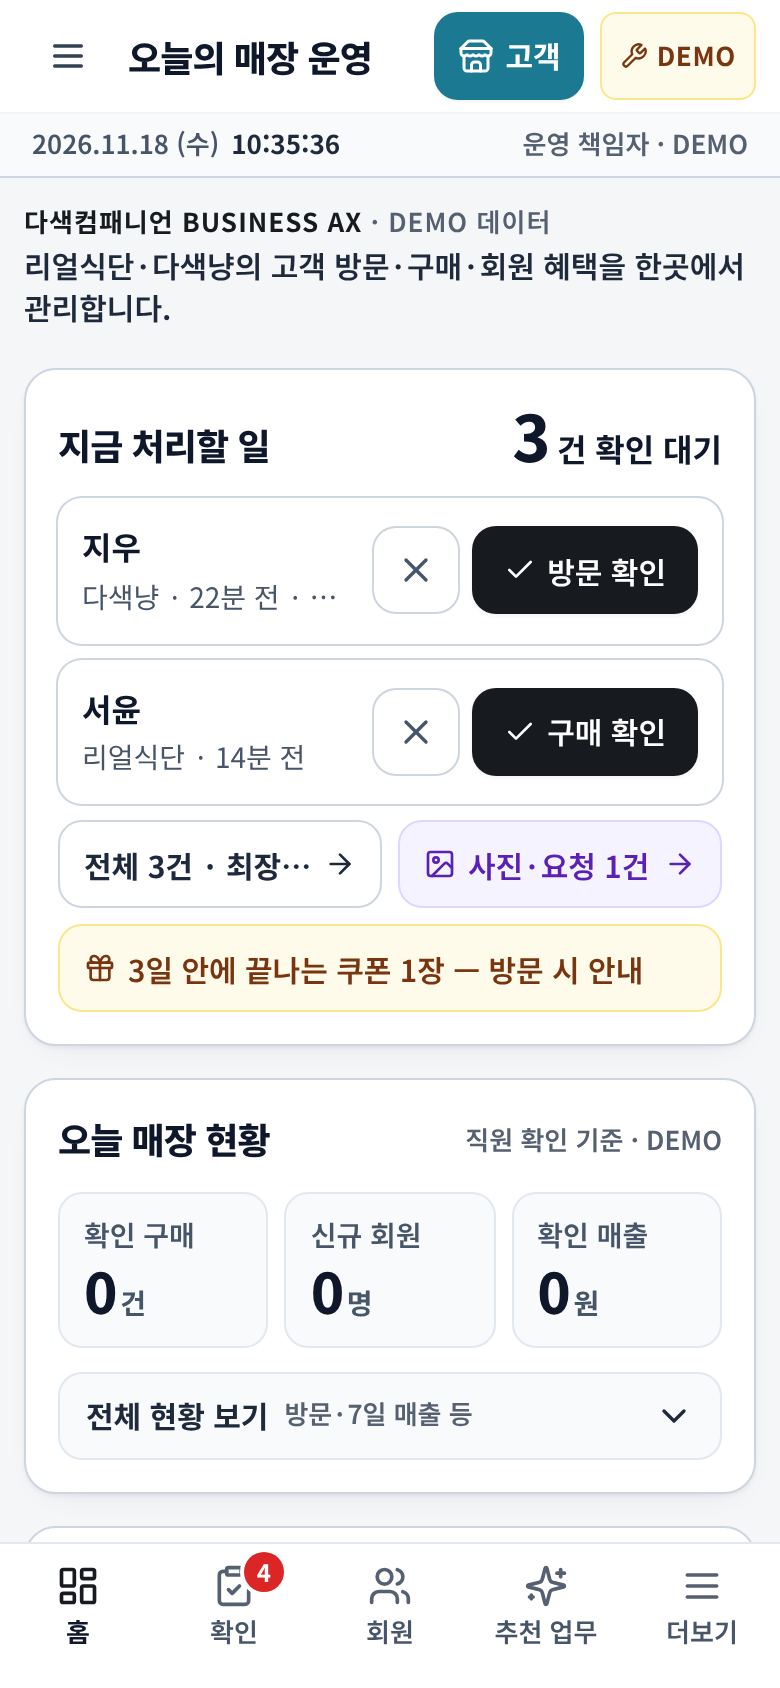 오늘의 매장 운영
고객
DEMO
2026.11.18 (수) 10:35:36
운영 책임자 · DEMO
다색컴패니언 BUSINESS AX · DEMO 데이터
리얼식단·다색냥의 고객 방문·구매·회원 혜택을 한곳에서
관리합니다.
지금 처리할 일
3건 확인 대기
지우
다색냥 · 22분 전 · …
방문 확인
서윤
리얼식단 · 14분 전
구매 확인
전체 3건 · 최장…
사진·요청 1건
3일 안에 끝나는 쿠폰 1장 — 방문 시 안내
오늘 매장 현황
직원 확인 기준 · DEMO
확인 구매
0건
신규 회원
0명
확인 매출
0원
전체 현황 보기 방문·7일 매출 등
4
홈
확인
회원
추천 업무
더보기